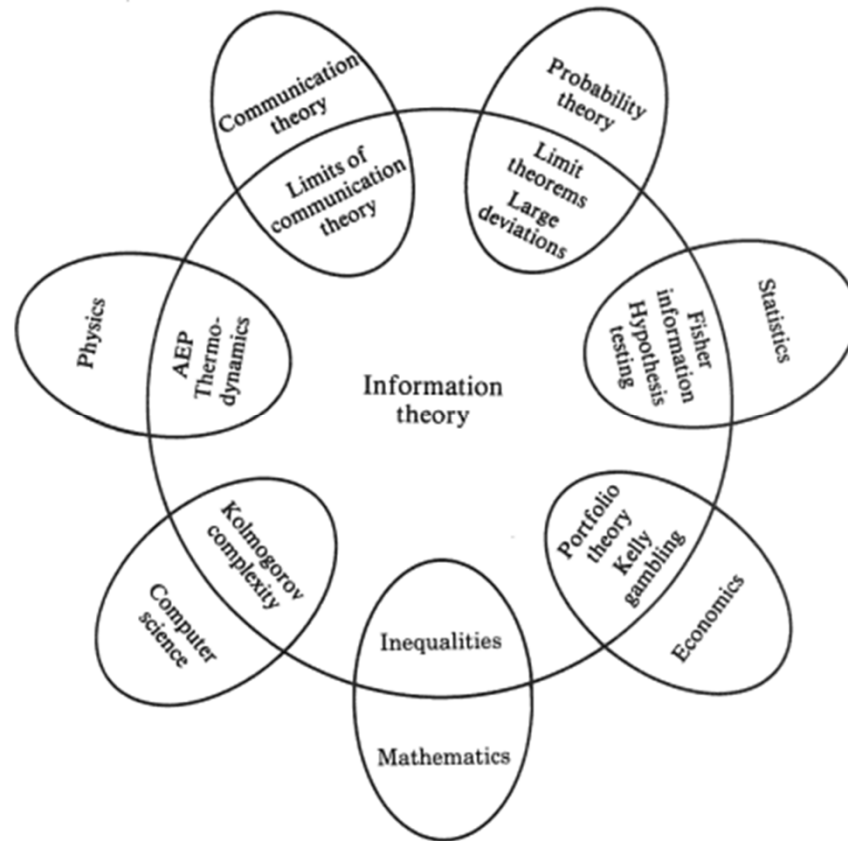 Communication
theory
Limits of
communication
theory
Probability
theory
Limit
theorems
Large
deviations
Physics
AEP
Thermo-
dynamics
Information
theory
Fisher
information
Hypothesis
testing
Statistics
Kolmogorov
complexity
Computer
science
Portfolio
theory
Kelly
gambling
Economics
Inequalities
Mathematics